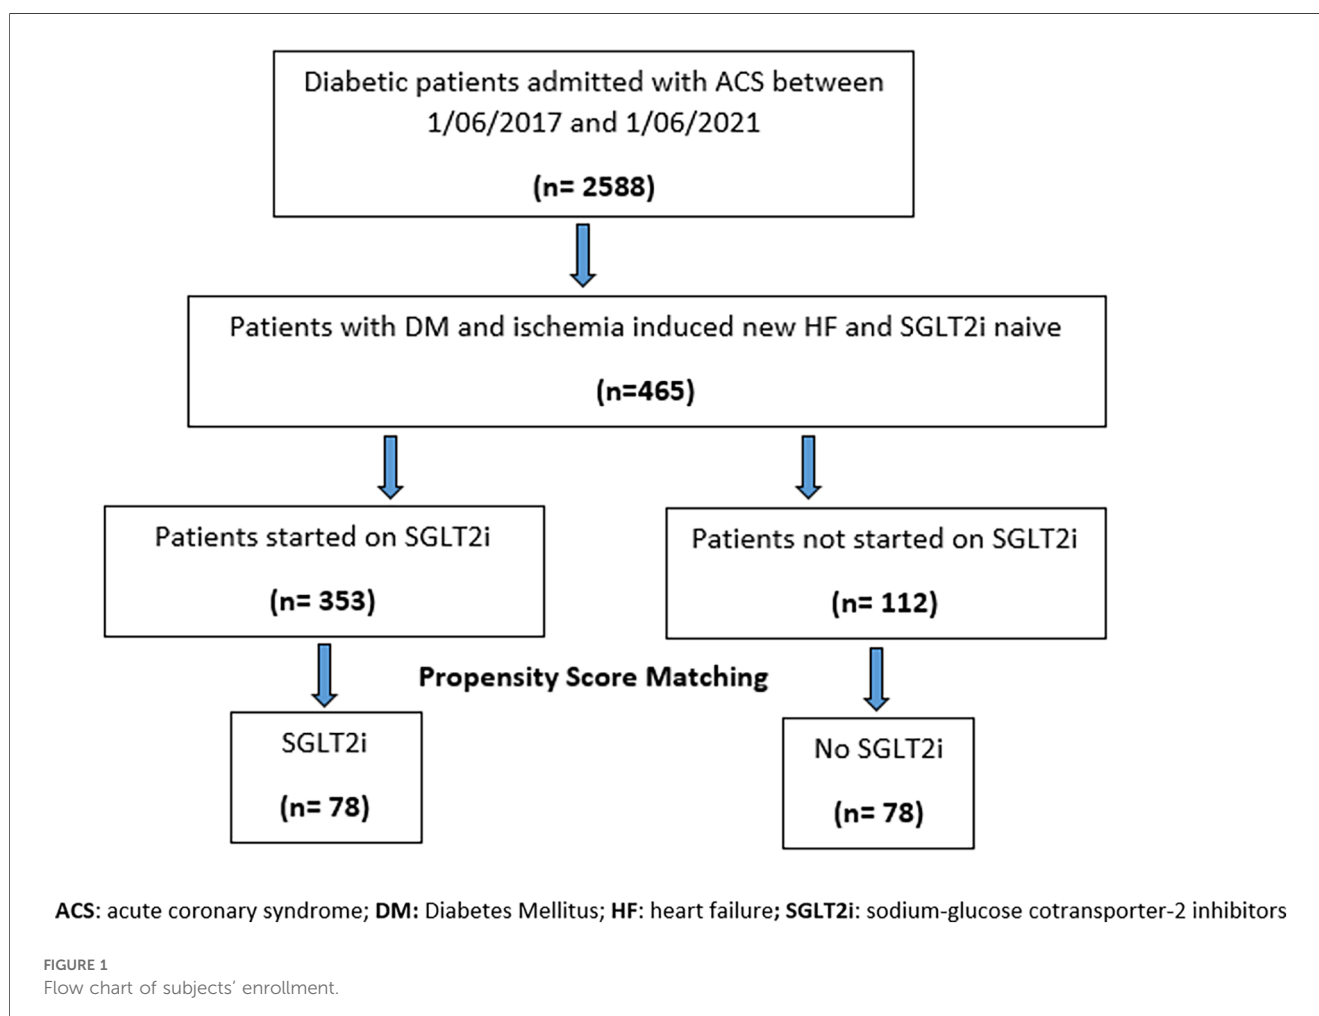 Diabetic patients admitted with ACS between
1/06/2017 and 1/06/2021
(n= 2588)
Patients with DM and ischemia induced new HF and SGLT2i naive
(n=465)
Patients started on SGLT2i
(n= 353)
Patients not started on SGLT2i
(n= 112)
Propensity Score Matching
SGLT2i
(n= 78)
No SGLT2i
(n= 78)
ACS: acute coronary syndrome; DM: Diabetes Mellitus; HF: heart failure; SGLT2i: sodium-glucose cotransporter-2 inhibitors
FIGURE 1
Flow chart of subjects’ enrollment.